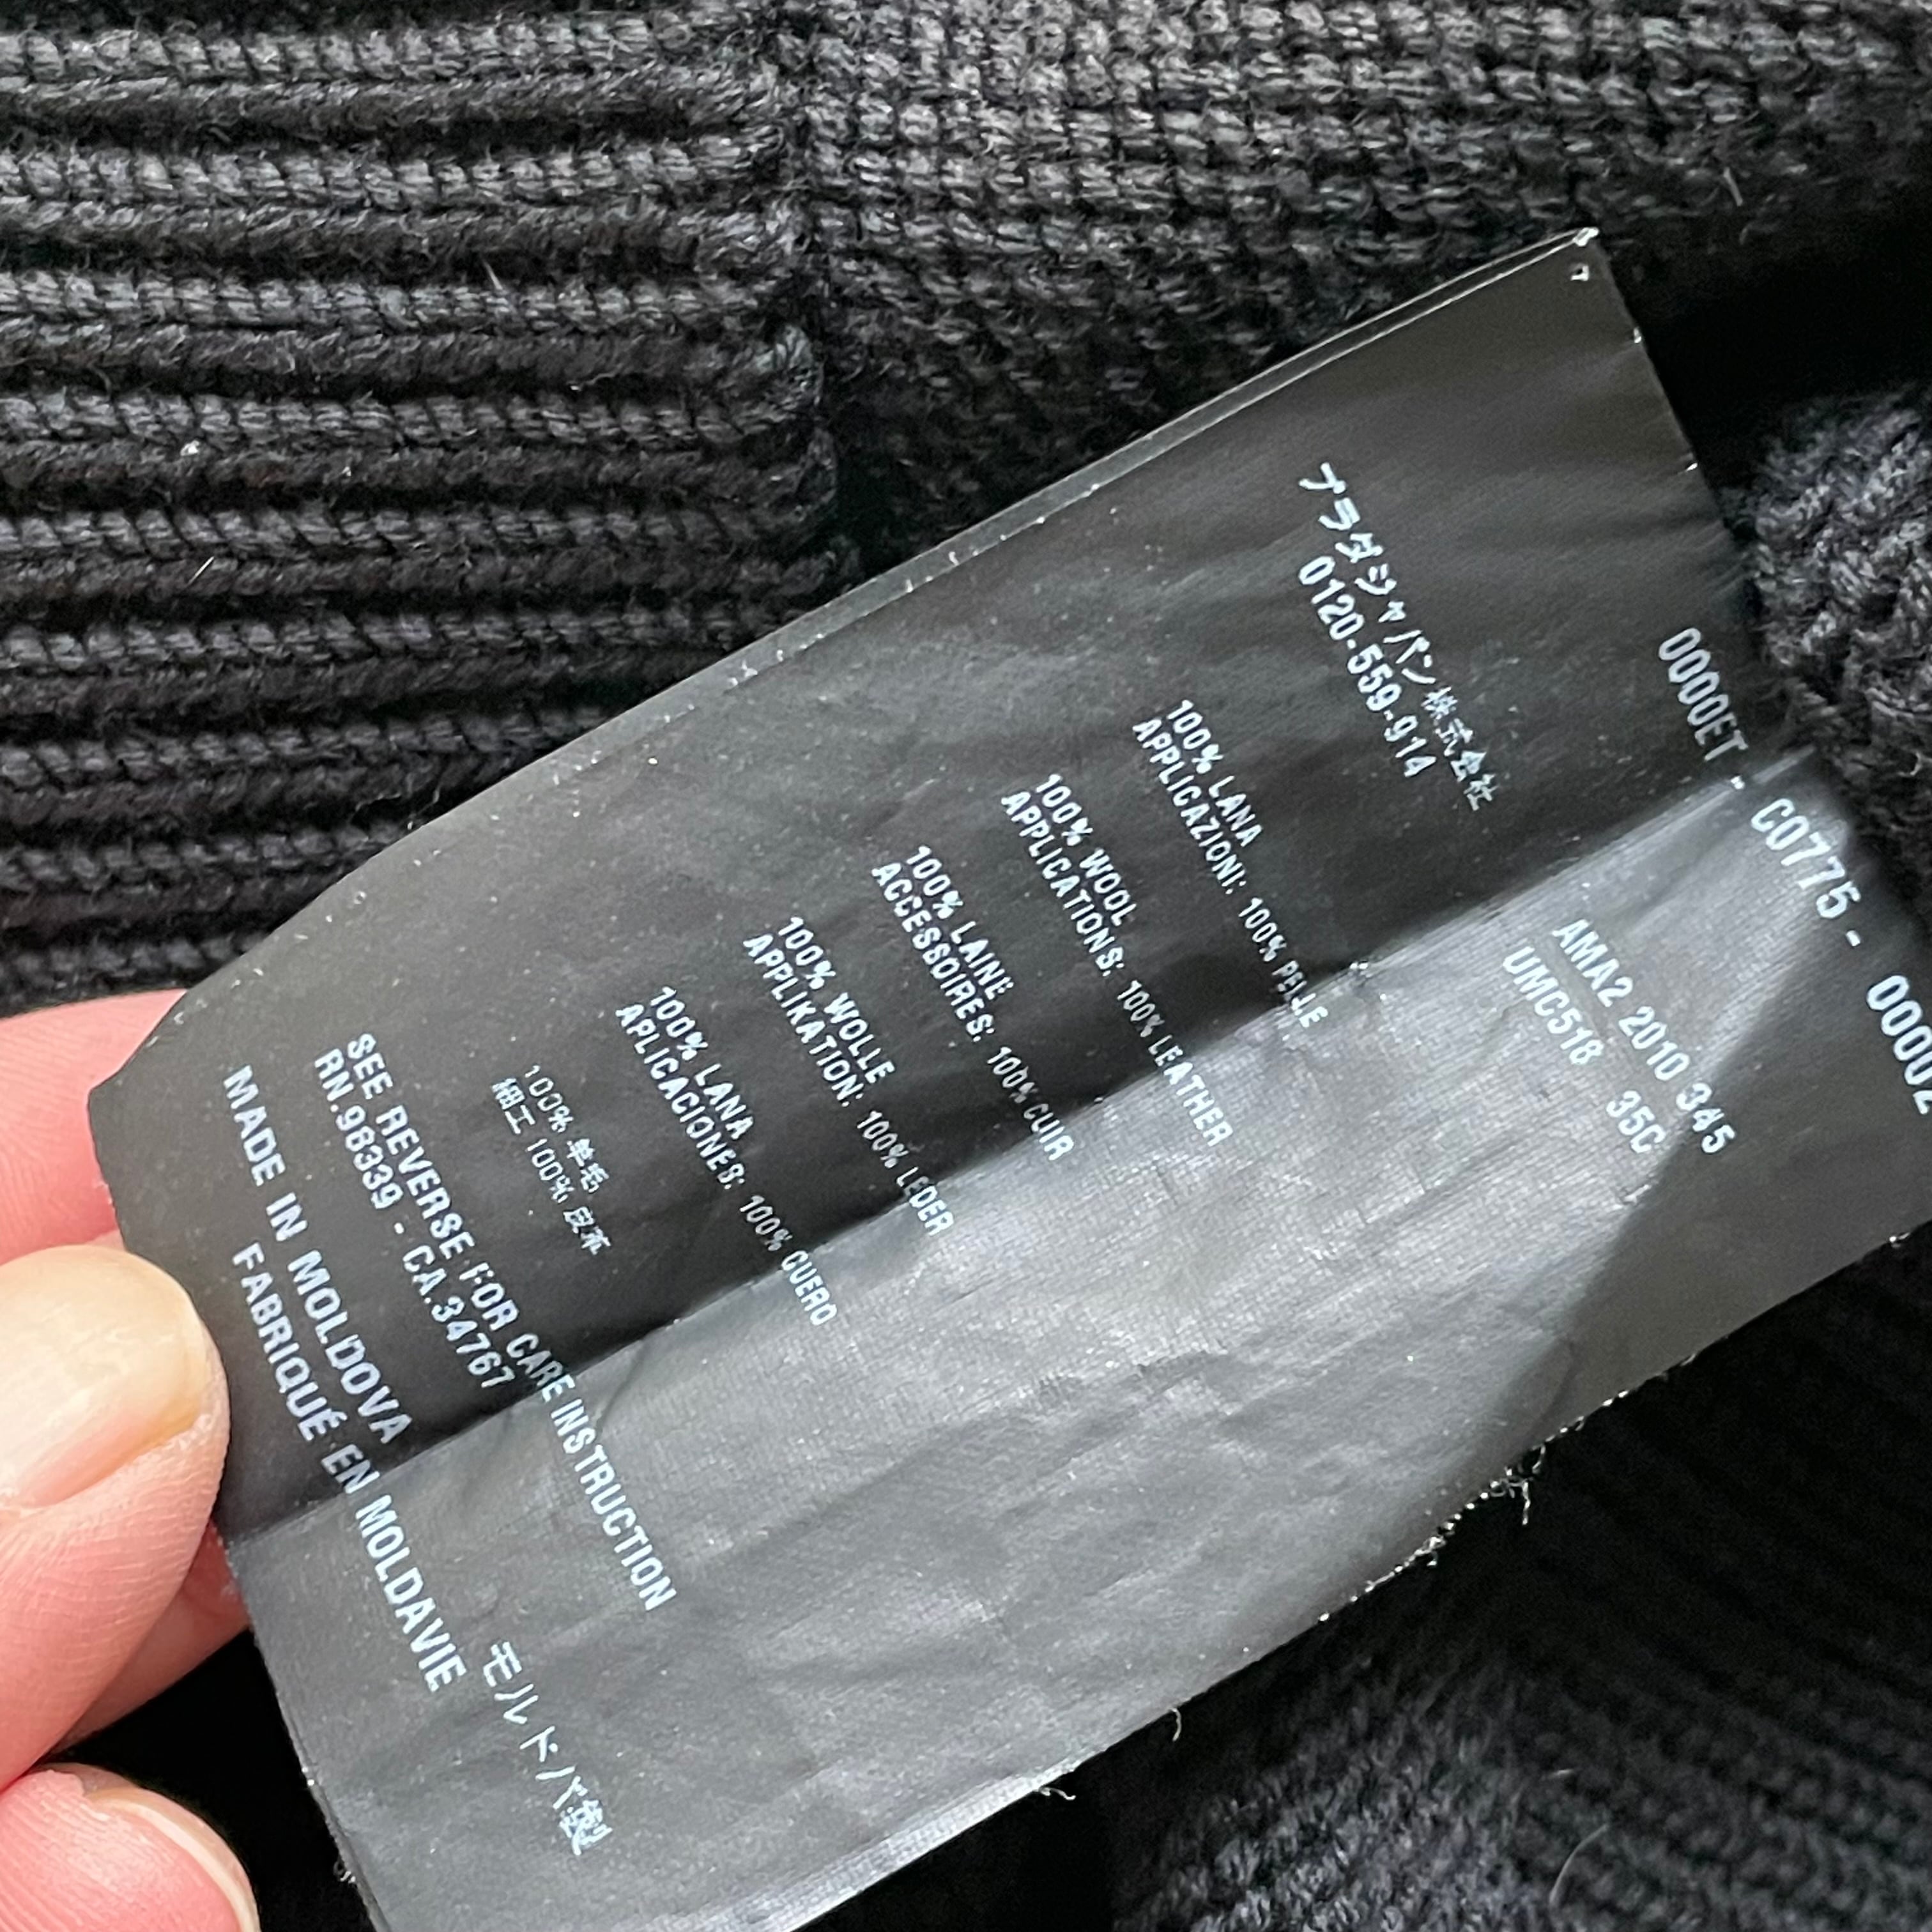 0000ET - C0775 - 00002
AMA2 2010 345
UMC518 35C
プラダジャパン株式会社
0120-559-914
100% LANA
APPLICAZIONI: 100% PELLE
100% WOOL
APPLICATIONS: 100% LEATHER
100% LAINE
ACCESSOIRES: 100% CUIR
100% WOLLE
APPLIKATION: 100% LEDER
100% LANA
APLICACIONES: 100% CUERO
100% 羊毛
細工 100% 皮革
SEE REVERSE FOR CARE INSTRUCTION
RN.98339 - CA.34767
MADE IN MOLDOVA
FABRIQUÉ EN MOLDAVIE
モルドバ製